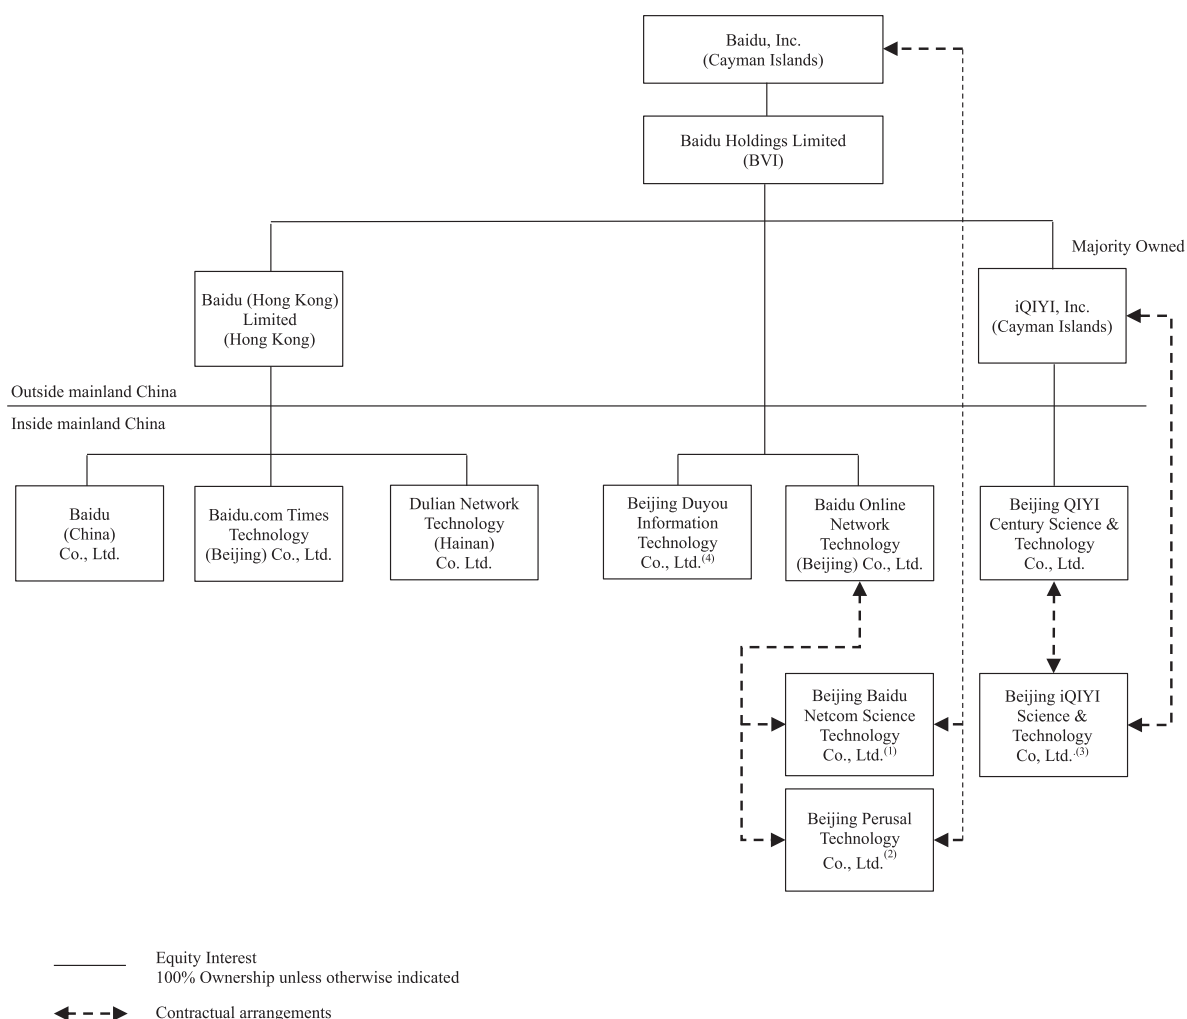 Baidu, Inc.
(Cayman Islands)
Baidu Holdings Limited
(BVI)
Majority Owned
Baidu (Hong Kong)
Limited
(Hong Kong)
iQIYI, Inc.
(Cayman Islands)
Outside mainland China
Inside mainland China
Baidu
(China)
Co., Ltd.
Baidu.com Times
Technology
(Beijing) Co., Ltd.
Dulian Network
Technology
(Hainan)
Co. Ltd.
Beijing Duyou
Information
Technology
Co., Ltd.(4)
Baidu Online
Network
Technology
(Beijing) Co., Ltd.
Beijing QIYI
Century Science &
Technology
Co., Ltd.
Beijing Baidu
Netcom Science
Technology
Co., Ltd.(1)
Beijing iQIYI
Science &
Technology
Co, Ltd..(3)
Beijing Perusal
Technology
Co., Ltd.(2)
Equity Interest
100% Ownership unless otherwise indicated
Contractual arrangements